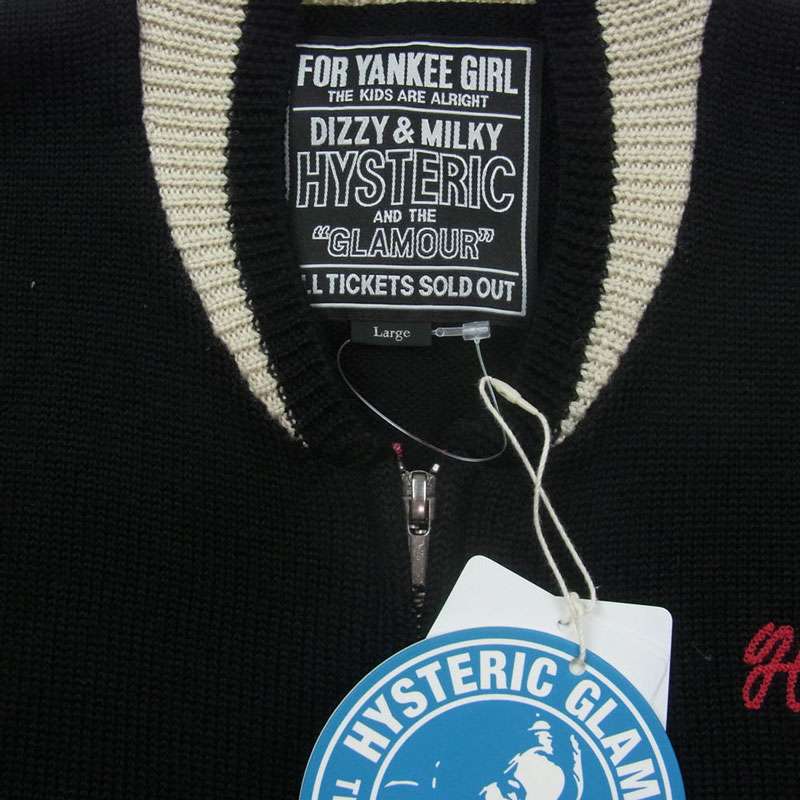 FOR YANKEE GIRL
THE KIDS ARE ALRIGHT
DIZZY & MILKY
HYSTERIC
AND THE
"GLAMOUR"
LL TICKETS SOLD OUT
Large
HYSTERIC GLAM
H